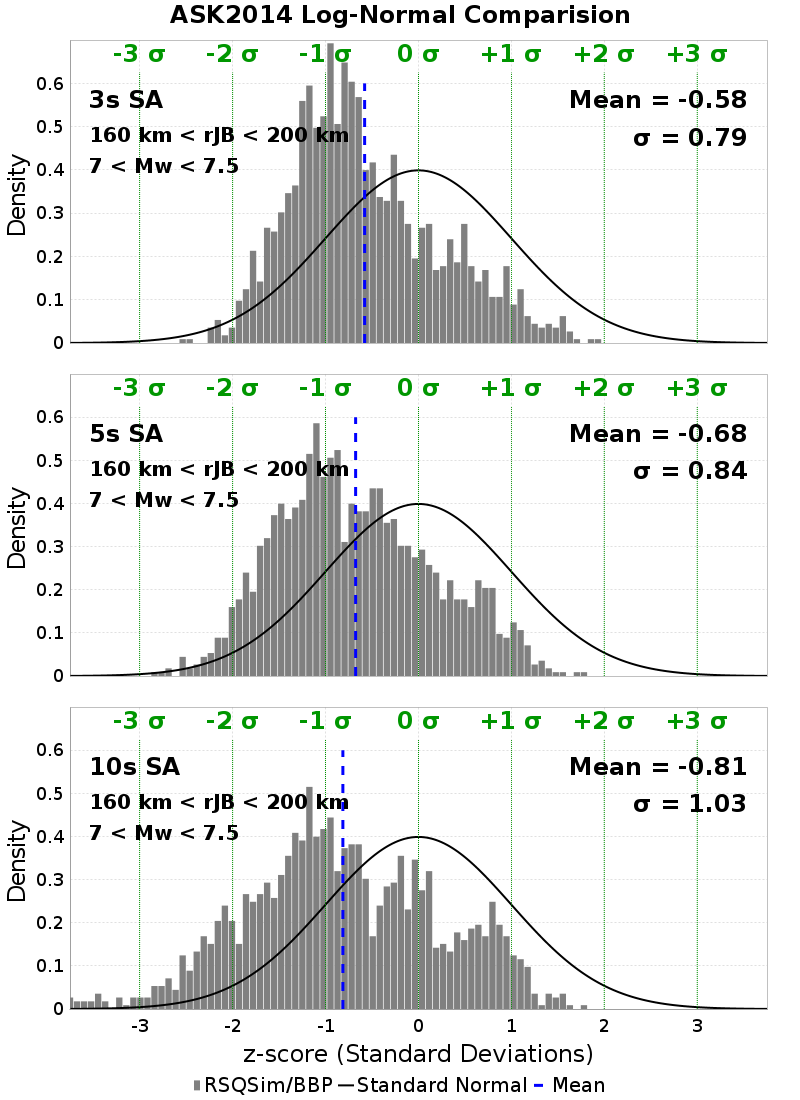 ASK2014 Log-Normal Comparision
-3 σ -2 σ -1 σ 0 σ +1 σ +2 σ +3 σ
3s SA
160 km < rJB < 200 km
7 < Mw < 7.5
Mean = -0.58
σ = 0.79
Density
0.6
0.5
0.4
0.3
0.2
0.1
0
-3 σ -2 σ -1 σ 0 σ +1 σ +2 σ +3 σ
5s SA
160 km < rJB < 200 km
7 < Mw < 7.5
Mean = -0.68
σ = 0.84
Density
0.6
0.5
0.4
0.3
0.2
0.1
0
-3 σ -2 σ -1 σ 0 σ +1 σ +2 σ +3 σ
10s SA
160 km < rJB < 200 km
7 < Mw < 7.5
Mean = -0.81
σ = 1.03
Density
0.6
0.5
0.4
0.3
0.2
0.1
0
-3 -2 -1 0 1 2 3
z-score (Standard Deviations)
RSQSim/BBP Standard Normal Mean